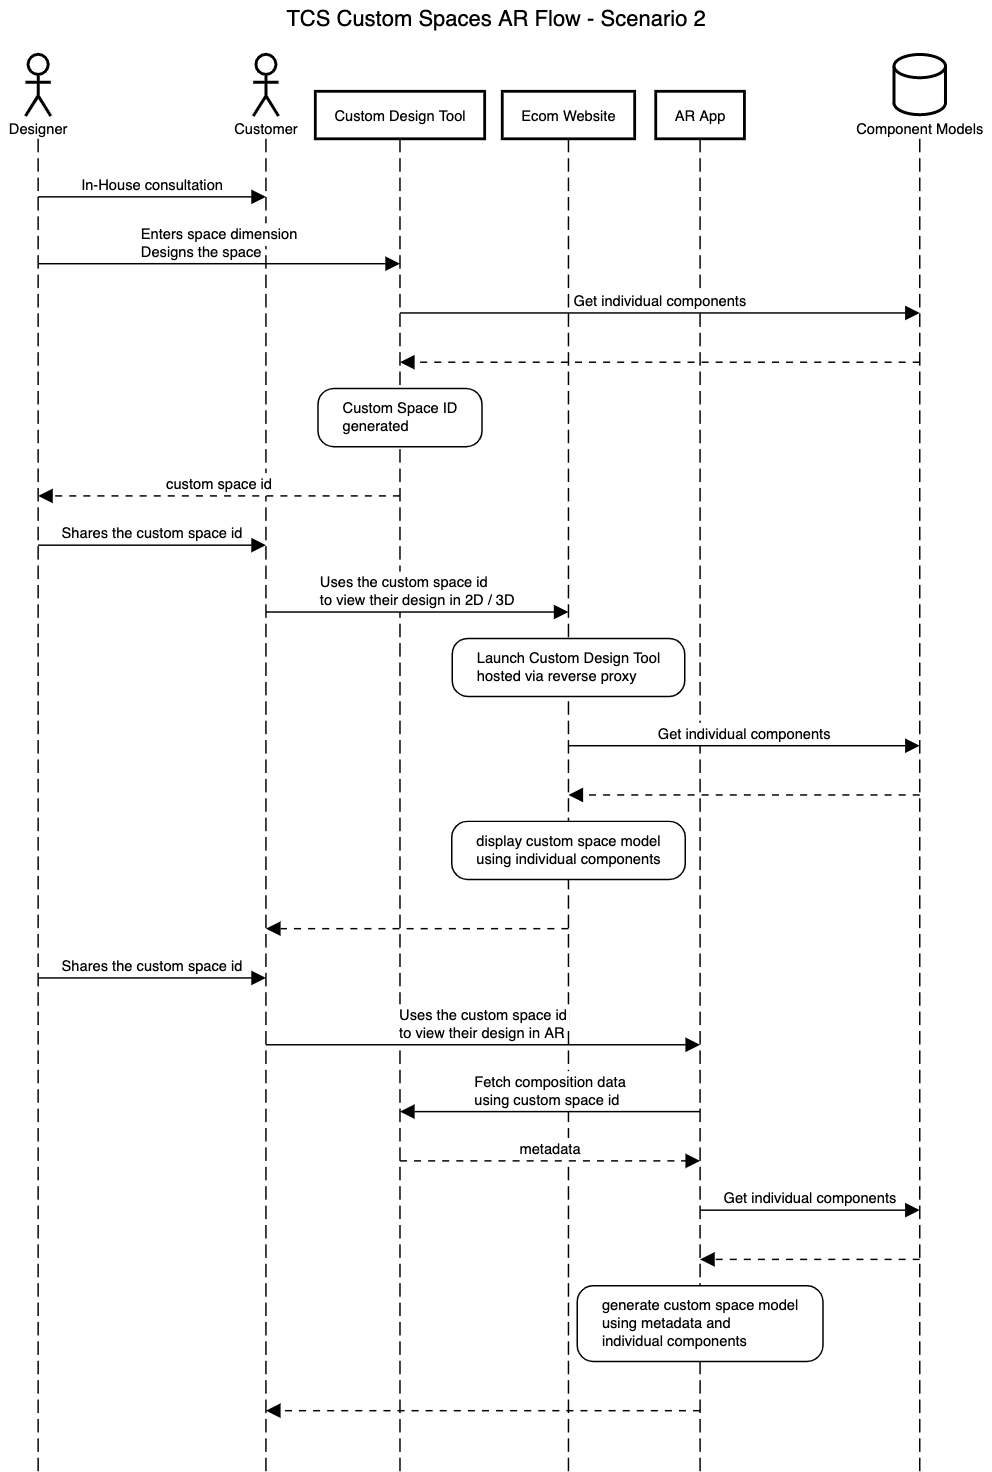 TCS Custom Spaces AR Flow - Scenario 2
Designer
Customer
Custom Design Tool
Ecom Website
AR App
Component Models
In-House consultation
Enters space dimension
Designs the space
Get individual components
Custom Space ID
generated
custom space id
Shares the custom space id
Uses the custom space id
to view their design in 2D / 3D
Launch Custom Design Tool
hosted via reverse proxy
Get individual components
display custom space model
using individual components
Shares the custom space id
Uses the custom space id
to view their design in AR
Fetch composition data
using custom space id
metadata
Get individual components
generate custom space model
using metadata and
individual components